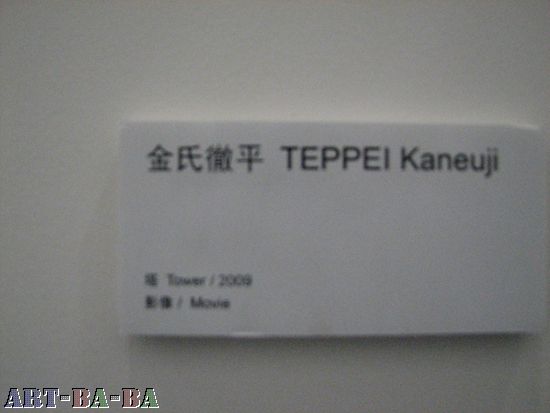 金氏徹平 TEPPEI Kaneuji
塔 Tower / 2009
影像 / Movie
ART-BA-BA